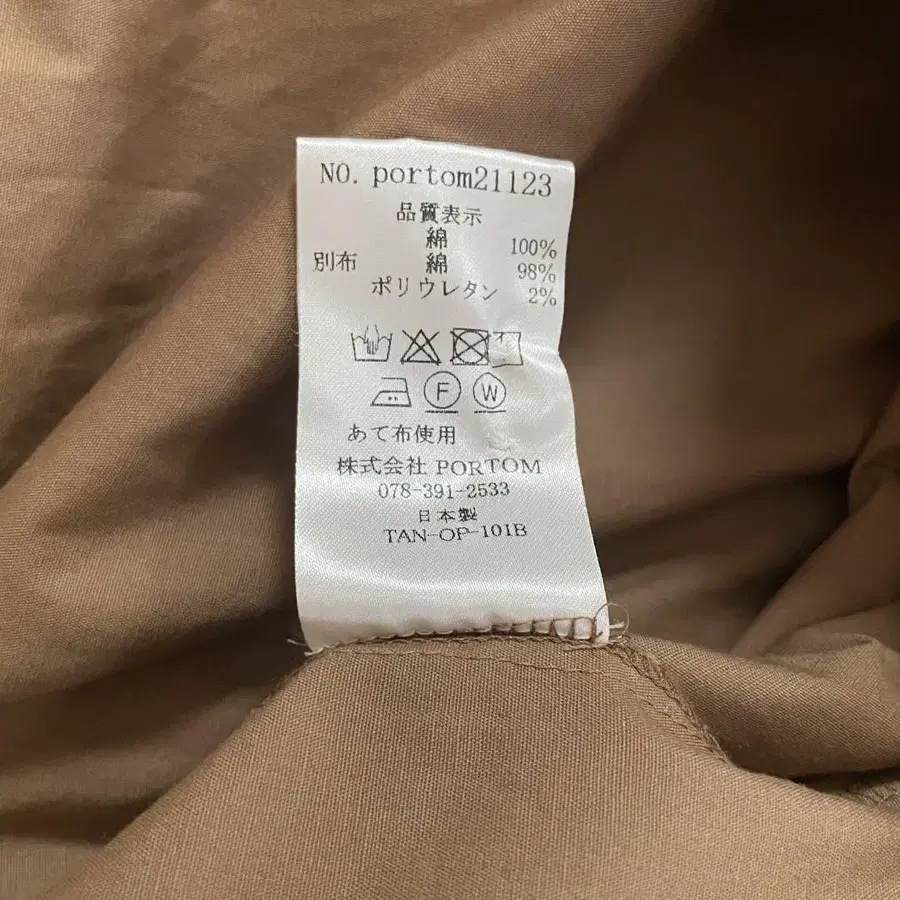 NO. portom21123
品質表示
綿 100%
別布 綿 98%
ポリウレタン 2%
F W
あて布使用
株式会社 PORTOM
078-391-2533
日本製
TAN-OP-101B